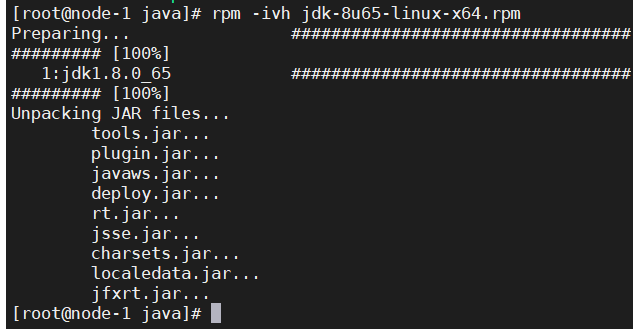 [root@node-1 java]# rpm -ivh jdk-8u65-linux-x64.rpm
Preparing...                ##################################
######### [100%]
   1:jdk1.8.0_65            ##################################
######### [100%]
Unpacking JAR files...
        tools.jar...
        plugin.jar...
        javaws.jar...
        deploy.jar...
        rt.jar...
        jsse.jar...
        charsets.jar...
        localedata.jar...
        jfxrt.jar...
[root@node-1 java]#